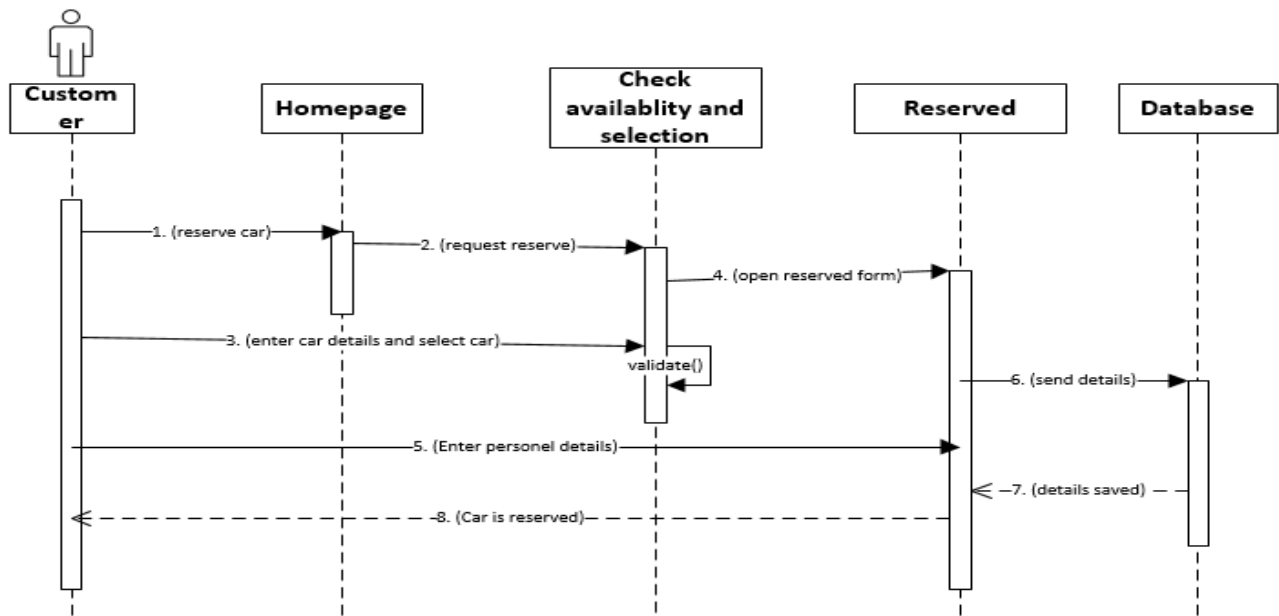 Custom
er
Homepage
Check
availablity and
selection
Reserved
Database
1. (reserve car)
2. (request reserve)
4. (open reserved form)
3. (enter car details and select car)
validate()
6. (send details)
5. (Enter personel details)
7. (details saved)
8. (Car is reserved)